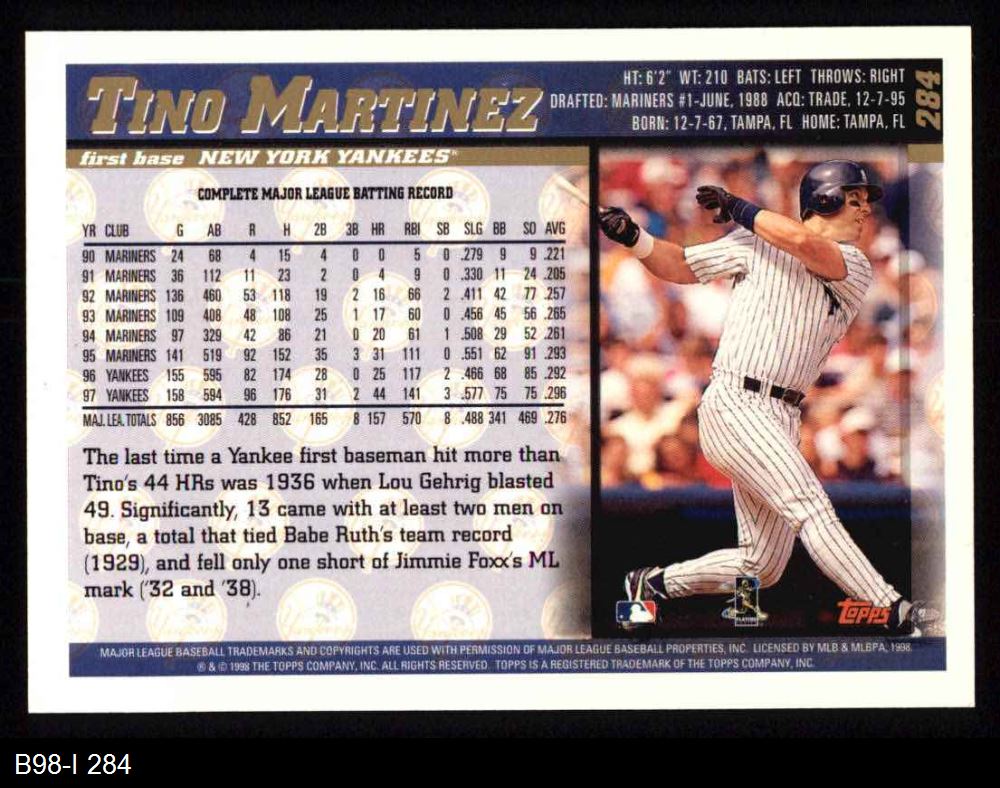 TINO MARTINEZ
HT: 6'2" WT: 210 BATS: LEFT THROWS: RIGHT
DRAFTED: MARINERS #1-JUNE, 1988 ACQ: TRADE, 12-7-95
BORN: 12-7-67, TAMPA, FL HOME: TAMPA, FL
284
first base NEW YORK YANKEES
COMPLETE MAJOR LEAGUE BATTING RECORD
YR CLUB G AB R H 2B 3B HR RBI SB SLG BB SO AVG
90 MARINERS 24 68 4 15 4 0 0 5 0 .279 9 9 .221
91 MARINERS 36 112 11 23 2 0 4 9 0 .330 11 24 .205
92 MARINERS 136 460 53 118 19 2 16 66 2 .411 42 77 .257
93 MARINERS 109 408 48 108 25 1 17 60 0 .456 45 56 .265
94 MARINERS 97 329 42 86 21 0 20 61 1 .508 29 52 .261
95 MARINERS 141 519 92 152 35 3 31 111 0 .551 62 91 .293
96 YANKEES 155 595 82 174 28 0 25 117 2 .466 68 85 .292
97 YANKEES 158 594 96 176 31 2 44 141 3 .577 75 75 .296
MAJ. LEA. TOTALS 856 3085 428 852 165 8 157 570 8 .488 341 469 .276
The last time a Yankee first baseman hit more than
Tino's 44 HRs was 1936 when Lou Gehrig blasted
49. Significantly, 13 came with at least two men on
base, a total that tied Babe Ruth's team record
(1929), and fell only one short of Jimmie Foxx's ML
mark ('32 and '38).
topps
MAJOR LEAGUE BASEBALL TRADEMARKS AND COPYRIGHTS ARE USED WITH PERMISSION OF MAJOR LEAGUE BASEBALL PROPERTIES, INC. LICENSED BY MLB & MLBPA, 1998.
® & © 1998 THE TOPPS COMPANY, INC. ALL RIGHTS RESERVED. TOPPS IS A REGISTERED TRADEMARK OF THE TOPPS COMPANY, INC.
B98-I 284